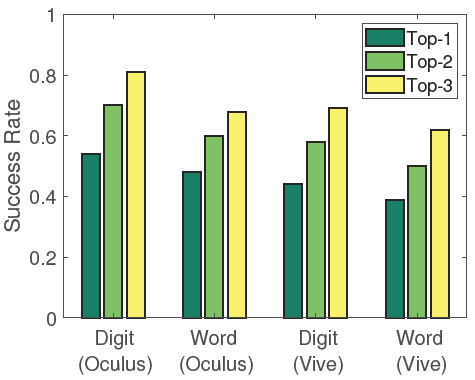 Success Rate
1
0.8
0.6
0.4
0.2
0
Top-1
Top-2
Top-3
Digit (Oculus)
Word (Oculus)
Digit (Vive)
Word (Vive)